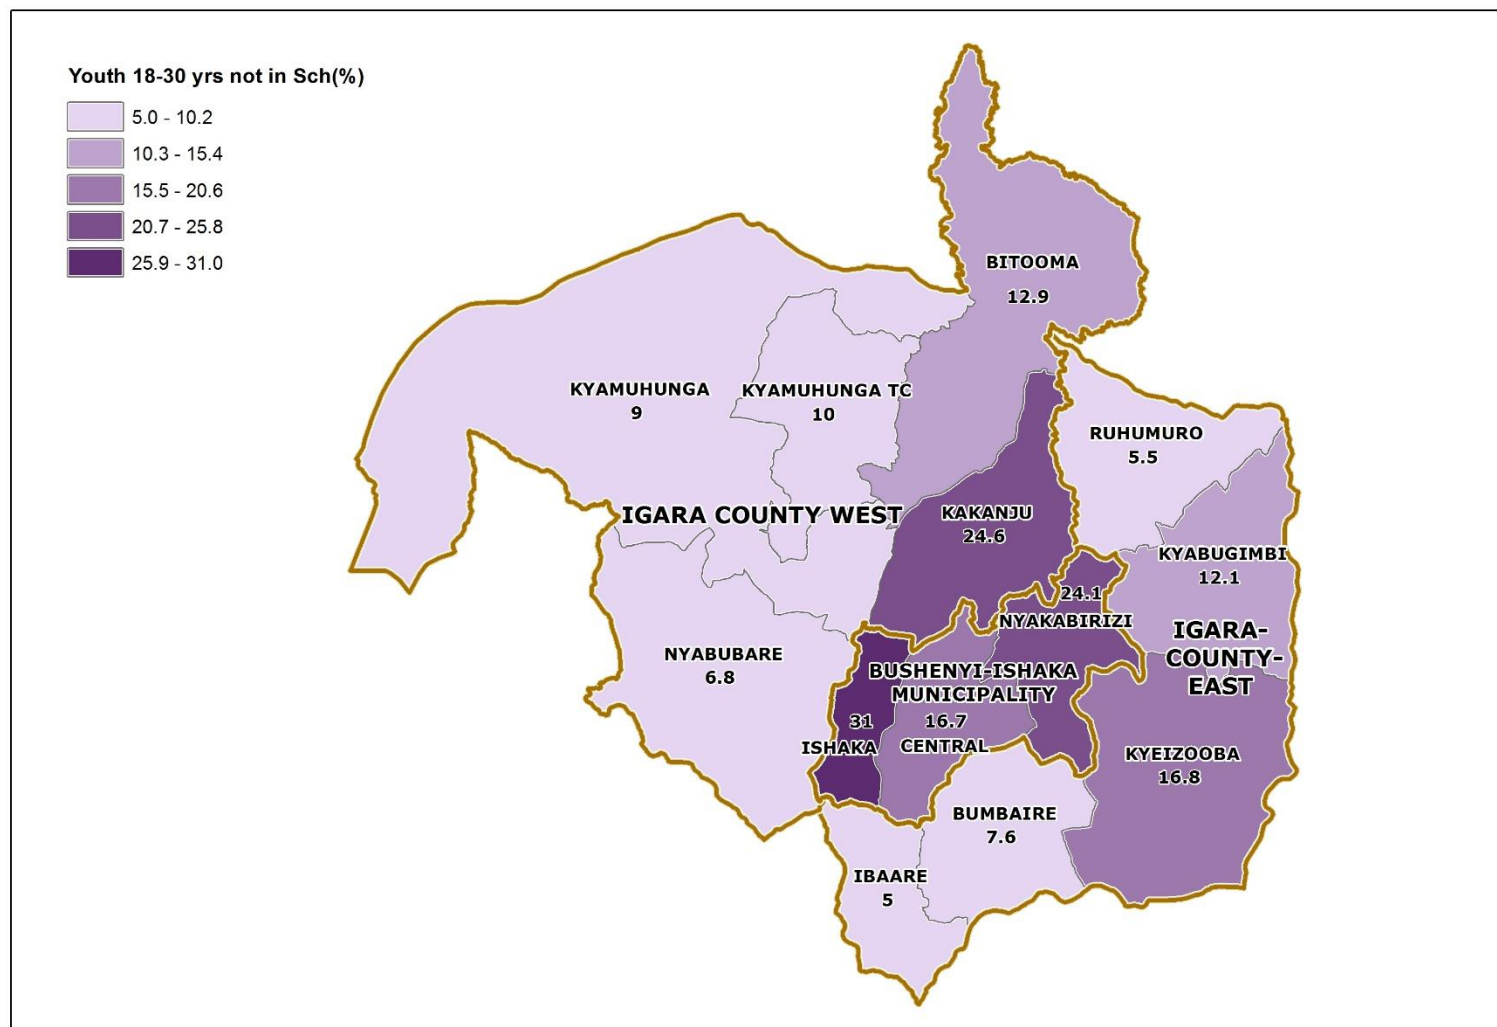 Youth 18-30 yrs not in Sch(%)
5.0 - 10.2
10.3 - 15.4
15.5 - 20.6
20.7 - 25.8
25.9 - 31.0
BITOOMA
12.9
KYAMUHUNGA
9
KYAMUHUNGA TC
10
RUHUMURO
5.5
IGARA COUNTY WEST
KAKANJU
24.6
KYABUGIMBI
12.1
24.1
NYAKABIRIZI
IGARA-
COUNTY-
EAST
NYABUBARE
6.8
BUSHENYI-ISHAKA
MUNICIPALITY
31
ISHAKA
16.7
CENTRAL
KYEIZOOBA
16.8
BUMBAIRE
7.6
IBAARE
5